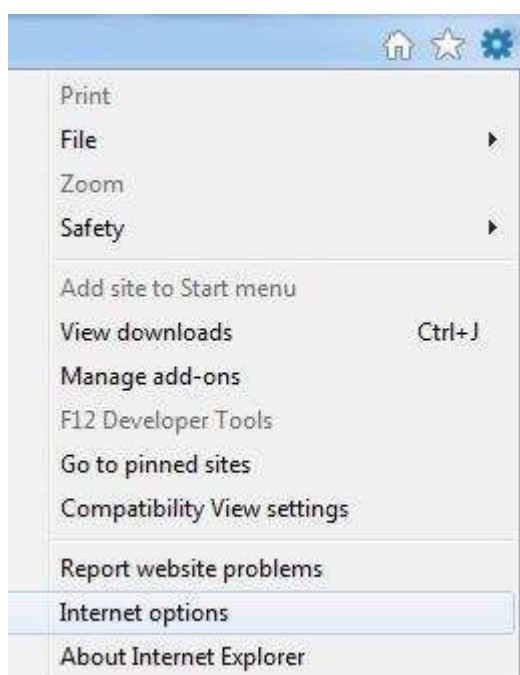 Print
File
Zoom
Safety
Add site to Start menu
View downloads Ctrl+J
Manage add-ons
F12 Developer Tools
Go to pinned sites
Compatibility View settings
Report website problems
Internet options
About Internet Explorer